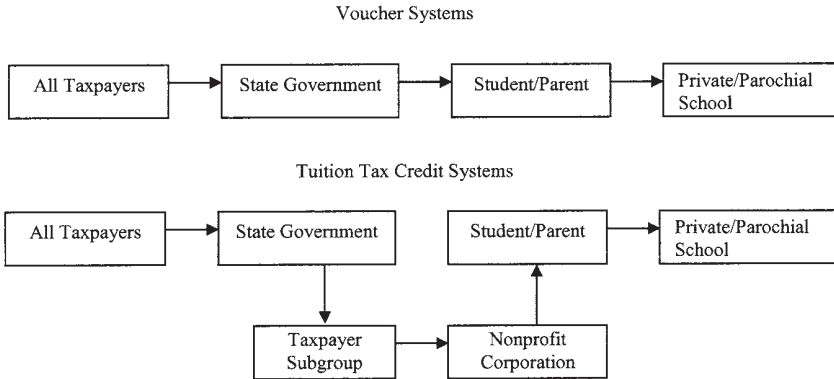 Voucher Systems
All Taxpayers
State Government
Student/Parent
Private/Parochial
School
Tuition Tax Credit Systems
All Taxpayers
State Government
Student/Parent
Private/Parochial
School
Taxpayer
Subgroup
Nonprofit
Corporation